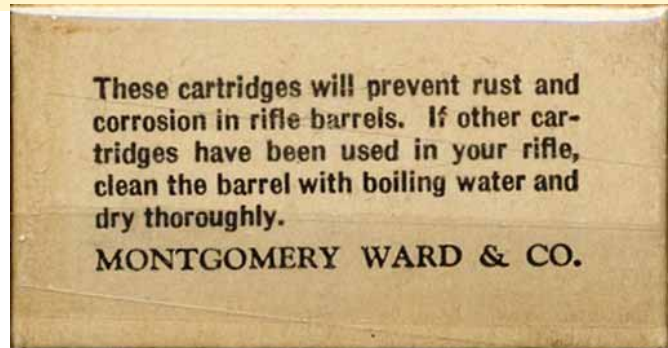 These cartridges will prevent rust and
corrosion in rifle barrels. If other car-
tridges have been used in your rifle,
clean the barrel with boiling water and
dry thoroughly.
MONTGOMERY WARD & CO.